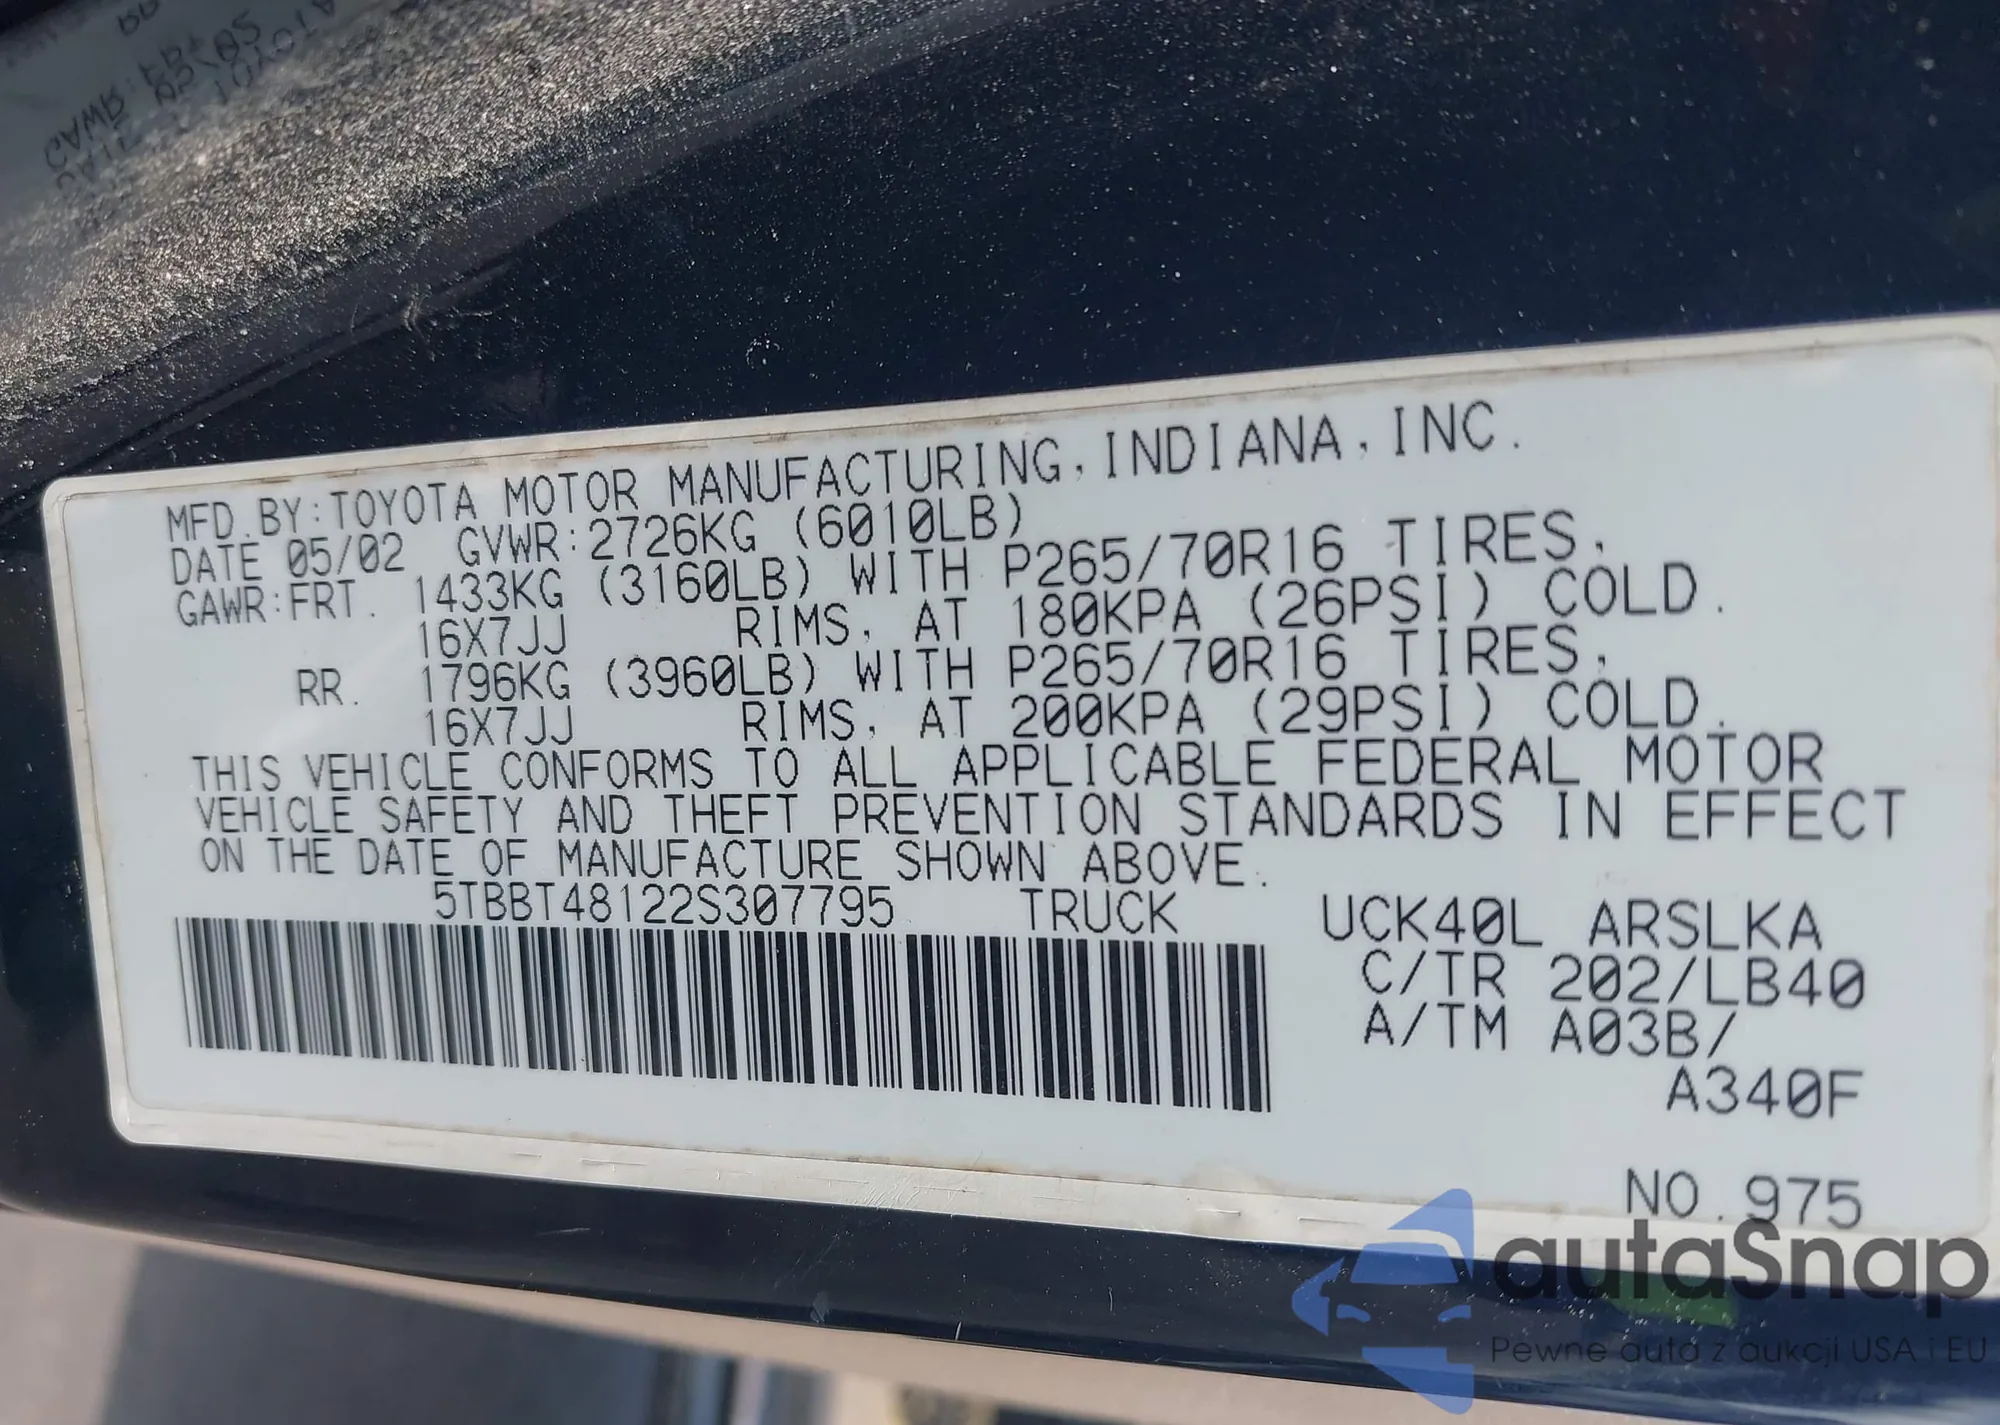 MFD.BY:TOYOTA MOTOR MANUFACTURING,INDIANA,INC.
DATE 05/02 GVWR:2726KG (6010LB)
GAWR:FRT. 1433KG (3160LB) WITH P265/70R16 TIRES,
16X7JJ RIMS, AT 180KPA (26PSI) COLD.
RR. 1796KG (3960LB) WITH P265/70R16 TIRES,
16X7JJ RIMS, AT 200KPA (29PSI) COLD.
THIS VEHICLE CONFORMS TO ALL APPLICABLE FEDERAL MOTOR
VEHICLE SAFETY AND THEFT PREVENTION STANDARDS IN EFFECT
ON THE DATE OF MANUFACTURE SHOWN ABOVE.
5TBBT48122S307795 TRUCK UCK40L ARSLKA
C/TR 202/LB40
A/TM A03B/
A340F
NO.975
autaSnap
Pewne auta z aukcji USA i EU